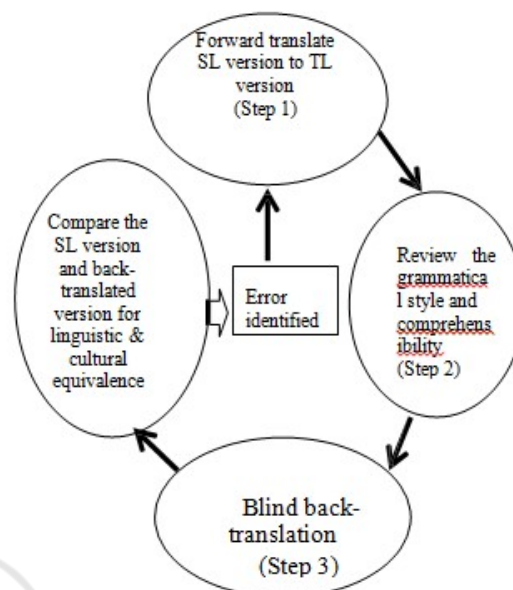 Forward translate
SL version to TL
version
(Step 1)
Review the
grammatica
l style and
comprehens
ibility
(Step 2)
Blind back-
translation
(Step 3)
Compare the
SL version
and back-
translated
version for
linguistic &
cultural
equivalence
Error
identified